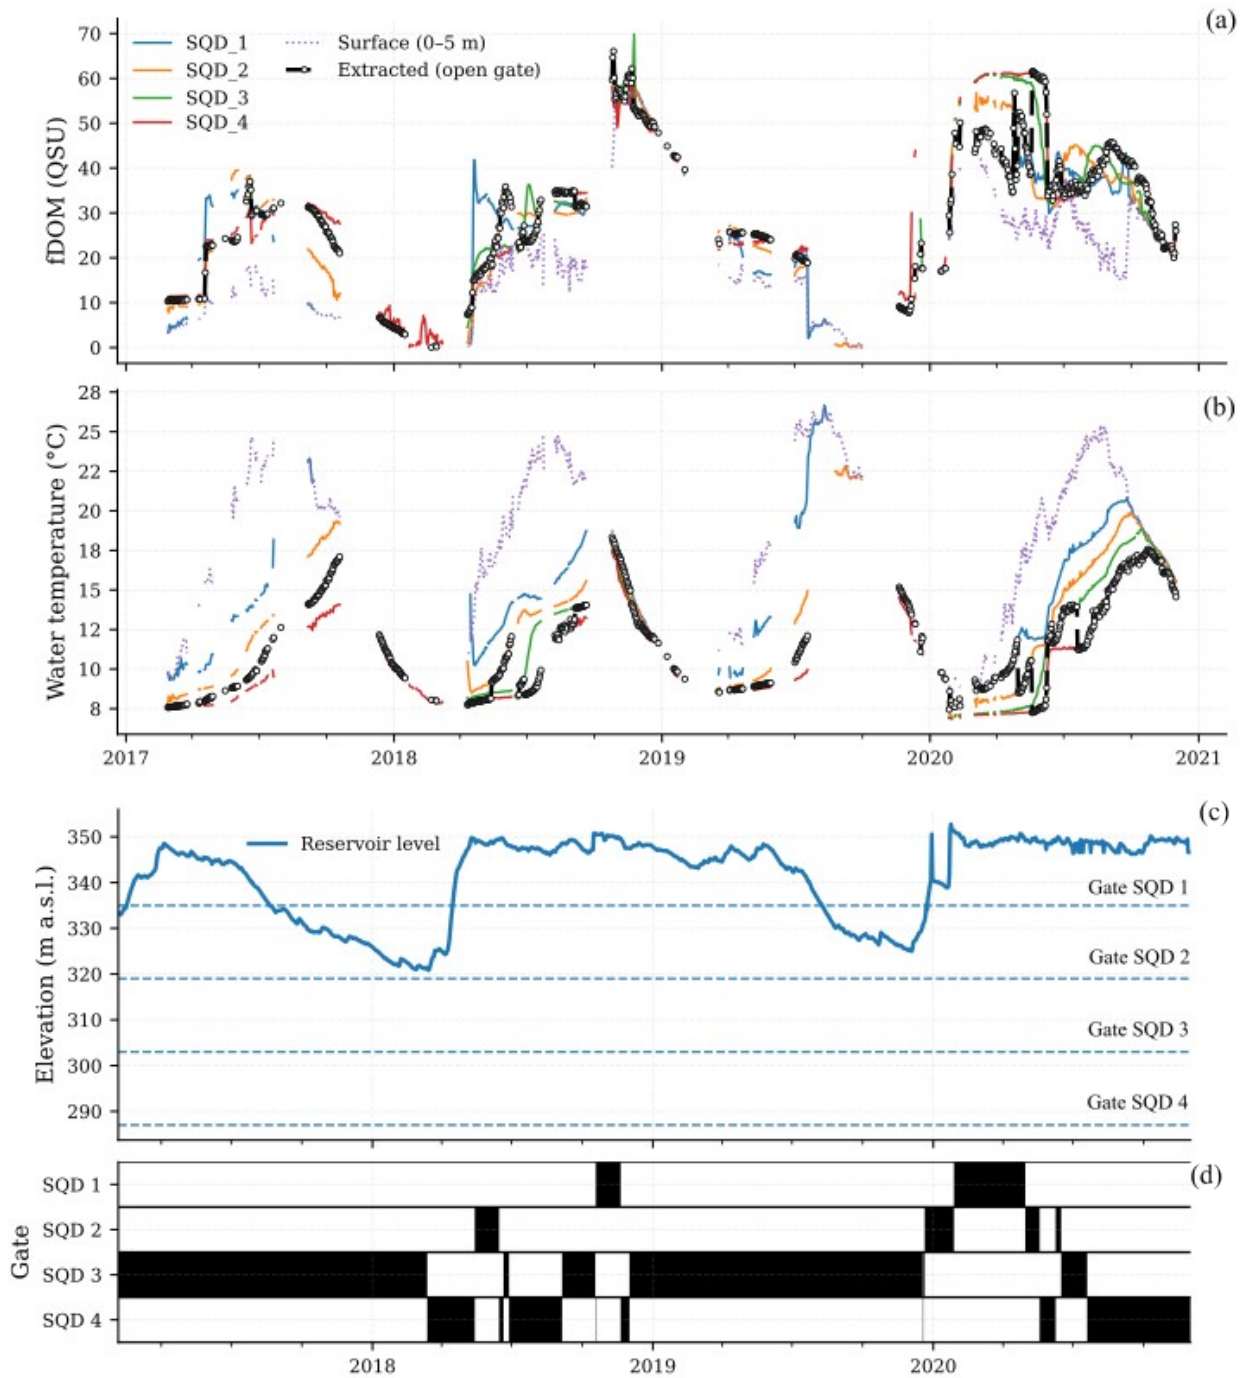 (a)
SQD_1
SQD_2
SQD_3
SQD_4
Surface (0–5 m)
Extracted (open gate)
fDOM (QSU)
70
60
50
40
30
20
10
0
(b)
Water temperature (°C)
28
25
22
20
18
15
12
10
8
2017
2018
2019
2020
2021
(c)
Reservoir level
Elevation (m a.s.l.)
350
340
330
320
310
300
290
Gate SQD 1
Gate SQD 2
Gate SQD 3
Gate SQD 4
(d)
Gate
SQD 1
SQD 2
SQD 3
SQD 4
2018
2019
2020